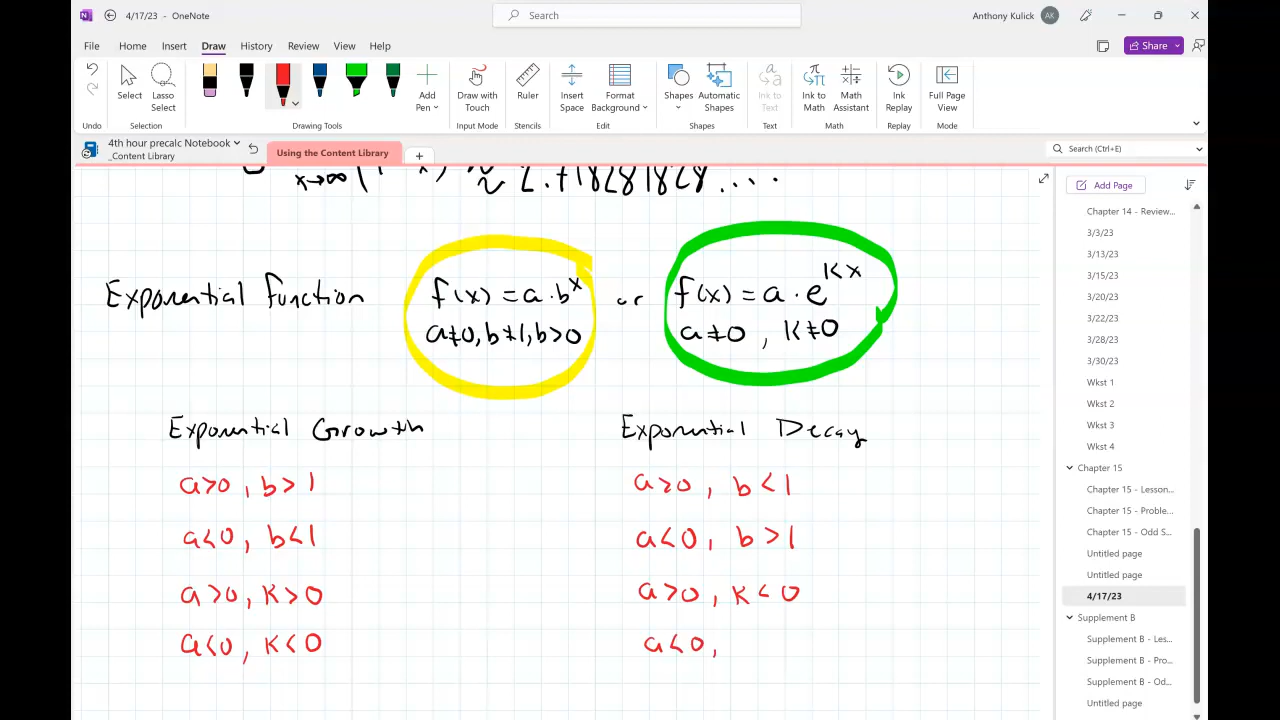 4/17/23 - OneNote
Search
Anthony Kulick
AK
File Home Insert Draw History Review View Help
Share
Select
Lasso Select
Add Pen
Draw with Touch
Ruler
Insert Space
Format Background
Shapes
Automatic Shapes
Ink to Text
Ink to Math
Math Assistant
Ink Replay
Full Page View
Undo Selection Drawing Tools Input Mode Stencils Edit Shapes Text Math Replay Mode
4th hour precalc Notebook
_Content Library
Using the Content Library
+
Search (Ctrl+E)
Add Page
x→∞ ≈ 2.718281828....
Exponential Function f(x) = a · b^x or f(x) = a · e^Kx
a≠0, b≠1, b>0 a≠0, K≠0
Exponential Growth Exponential Decay
a>0, b>1 a>0, b<1
a<0, b<1 a<0, b>1
a>0, K>0 a>0, K<0
a<0, K<0 a<0,
Chapter 14 - Review...
3/3/23
3/13/23
3/15/23
3/20/23
3/22/23
3/28/23
3/30/23
Wkst 1
Wkst 2
Wkst 3
Wkst 4
Chapter 15
Chapter 15 - Lesson...
Chapter 15 - Proble...
Chapter 15 - Odd S...
Untitled page
Untitled page
4/17/23
Supplement B
Supplement B - Les...
Supplement B - Pro...
Supplement B - Od...
Untitled page